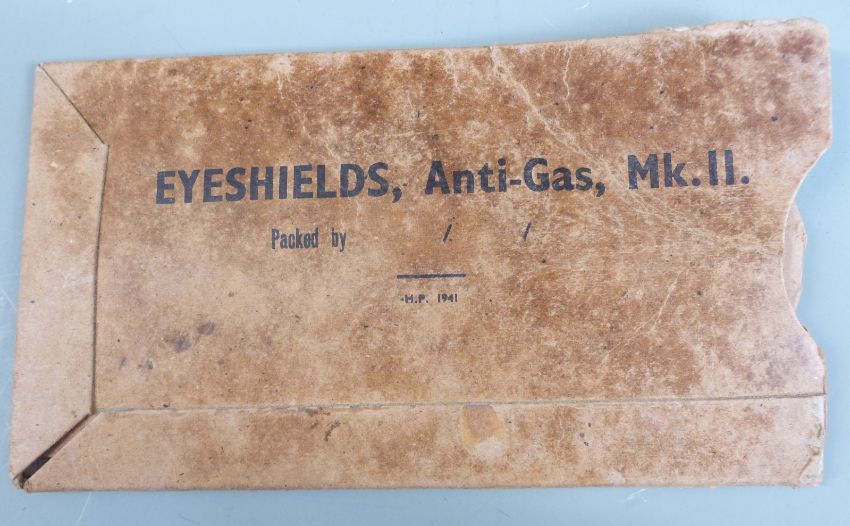 EYESHIELDS, Anti-Gas, Mk.II.
Packed by / /
H.P. 1941